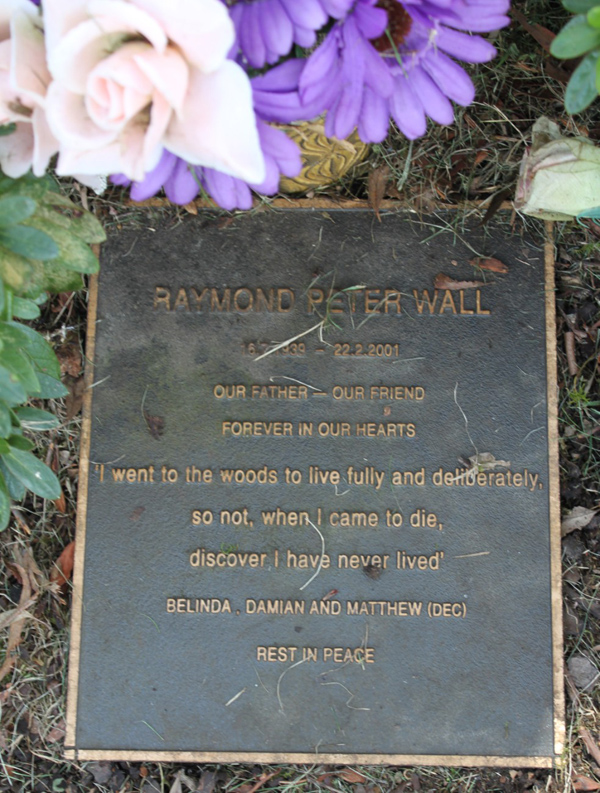 RAYMOND PETER WALL
– 22.2.2001
OUR FATHER — OUR FRIEND
FOREVER IN OUR HEARTS
'I went to the woods to live fully and deliberately,
so not, when I came to die,
discover I have never lived'
BELINDA . DAMIAN AND MATTHEW (DEC)
REST IN PEACE